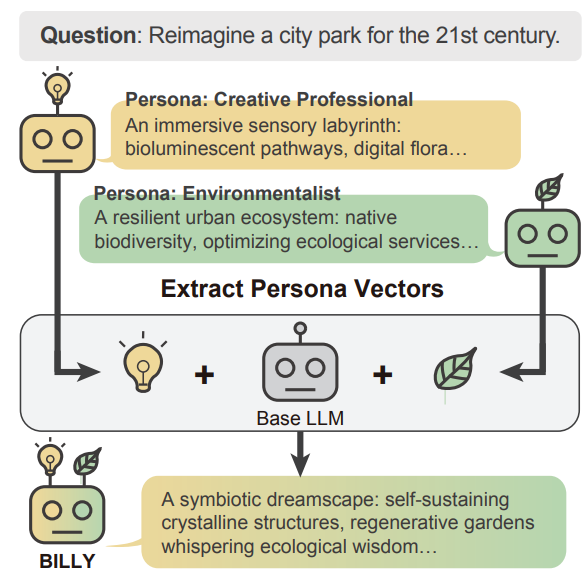 Question: Reimagine a city park for the 21st century.
Persona: Creative Professional
An immersive sensory labyrinth:
bioluminescent pathways, digital flora…
Persona: Environmentalist
A resilient urban ecosystem: native
biodiversity, optimizing ecological services…
Extract Persona Vectors
+ +
Base LLM
A symbiotic dreamscape: self-sustaining
crystalline structures, regenerative gardens
whispering ecological wisdom…
BILLY